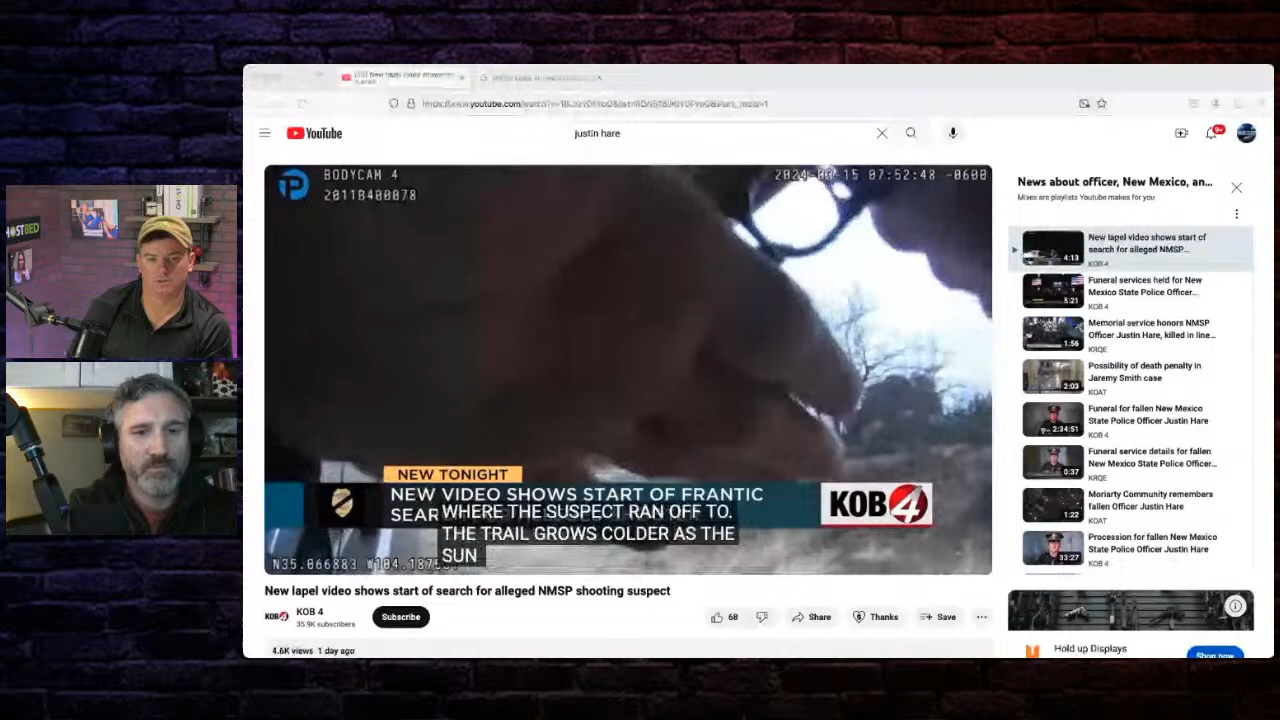 YouTube
justin hare
9+
BODYCAM 4
2024-03-15 07:52:48 -0600
NEW TONIGHT
NEW VIDEO SHOWS START OF FRANTIC
SEAR
WHERE THE SUSPECT RAN OFF TO.
THE TRAIL GROWS COLDER AS THE
SUN
KOB 4
New lapel video shows start of search for alleged NMSP shooting suspect
KOB 4
35.9K subscribers
Subscribe
68
Share
Thanks
Save
4.6K views 1 day ago
News about officer, New Mexico, an...
Mixes are playlists Youtube makes for you
New lapel video shows start of
search for alleged NMSP...
KOB 4
4:13
Funeral services held for New
Mexico State Police Officer...
KOB 4
5:21
Memorial service honors NMSP
Officer Justin Hare, killed in line...
KRQE
1:56
Possibility of death penalty in
Jaremy Smith case
KOAT
2:03
Funeral for fallen New Mexico
State Police Officer Justin Hare
KOB 4
2:34:51
Funeral service details for fallen
New Mexico State Police Officer...
KRQE
0:37
Moriarty Community remembers
fallen Officer Justin Hare
KOAT
1:22
Procession for fallen New Mexico
State Police Officer Justin Hare
KOB 4
33:27
Hold up Displays
Shop now